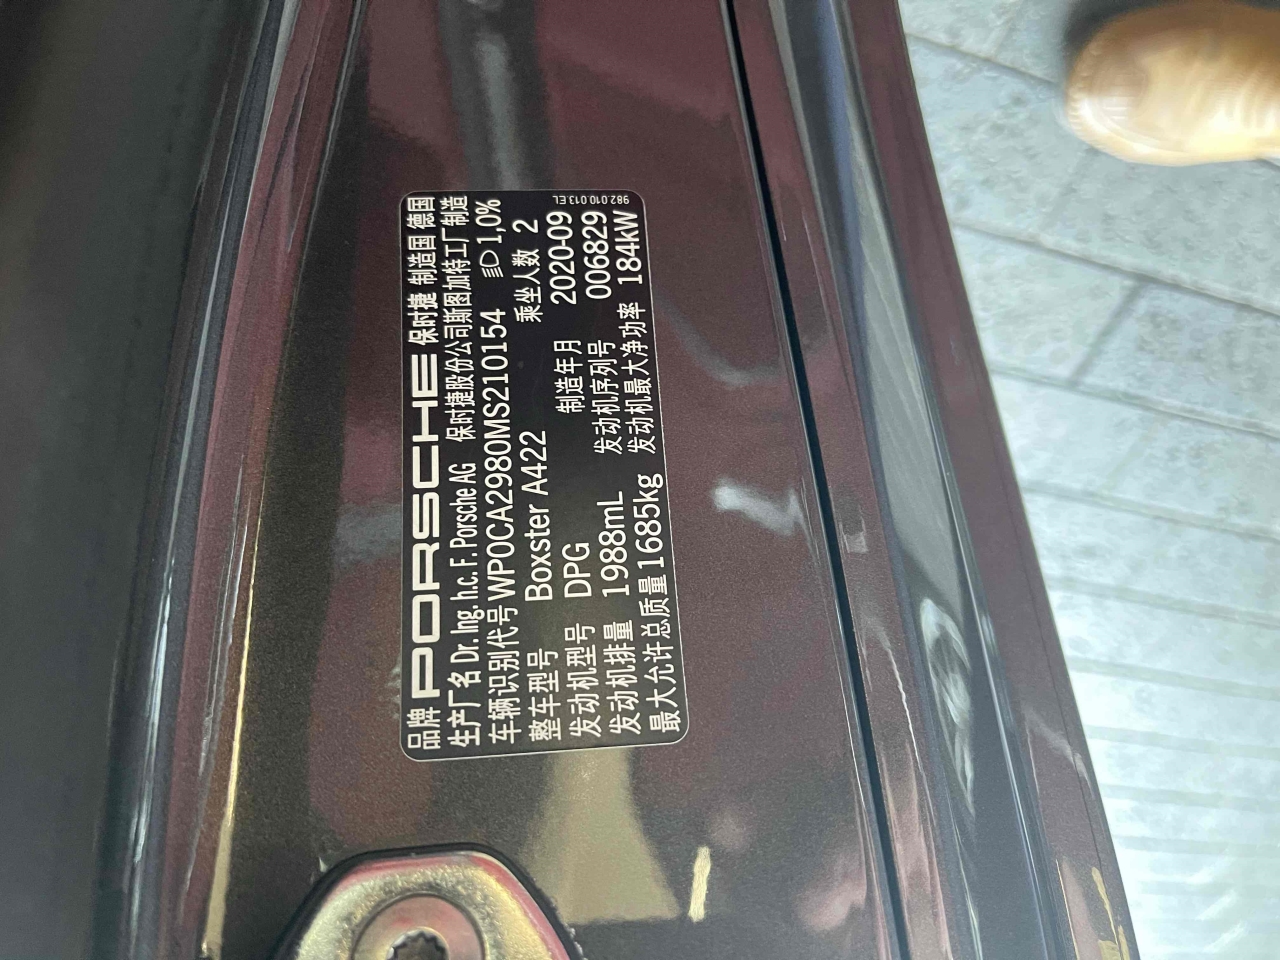 品牌 PORSCHE 保时捷 制造国 德国
生产厂名 Dr. Ing. h.c. F. Porsche AG 保时捷股份公司斯图加特工厂制造
车辆识别代号 WP0CA2980MS210154 1,0%
整车型号 Boxster A422 乘坐人数 2
发动机型号 DPG 制造年月 2020-09
发动机排量 1988mL 发动机序列号 006829
最大允许总质量 1685kg 发动机最大净功率 184kW
982.010.013.EL